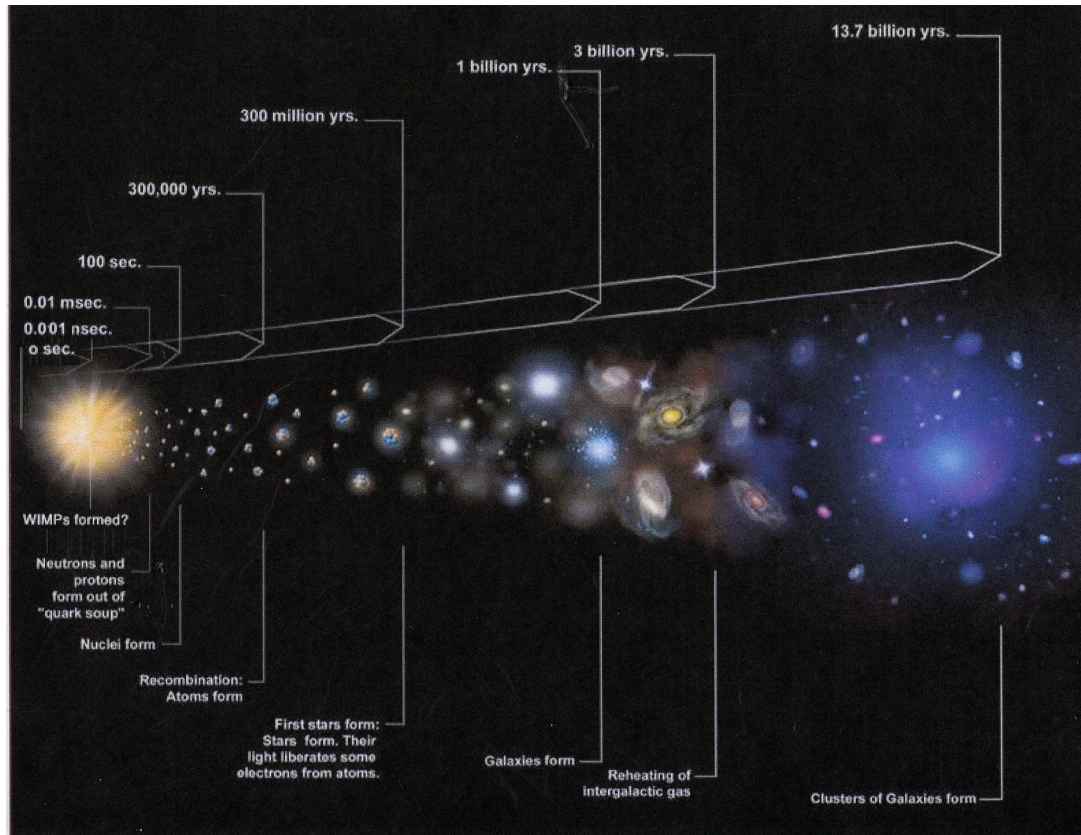 13.7 billion yrs.
3 billion yrs.
1 billion yrs.
300 million yrs.
300,000 yrs.
100 sec.
0.01 msec.
0.001 nsec.
o sec.
WIMPs formed?
Neutrons and
protons
form out of
"quark soup"
Nuclei form
Recombination:
Atoms form
First stars form:
Stars form. Their
light liberates some
electrons from atoms.
Galaxies form
Reheating of
intergalactic gas
Clusters of Galaxies form